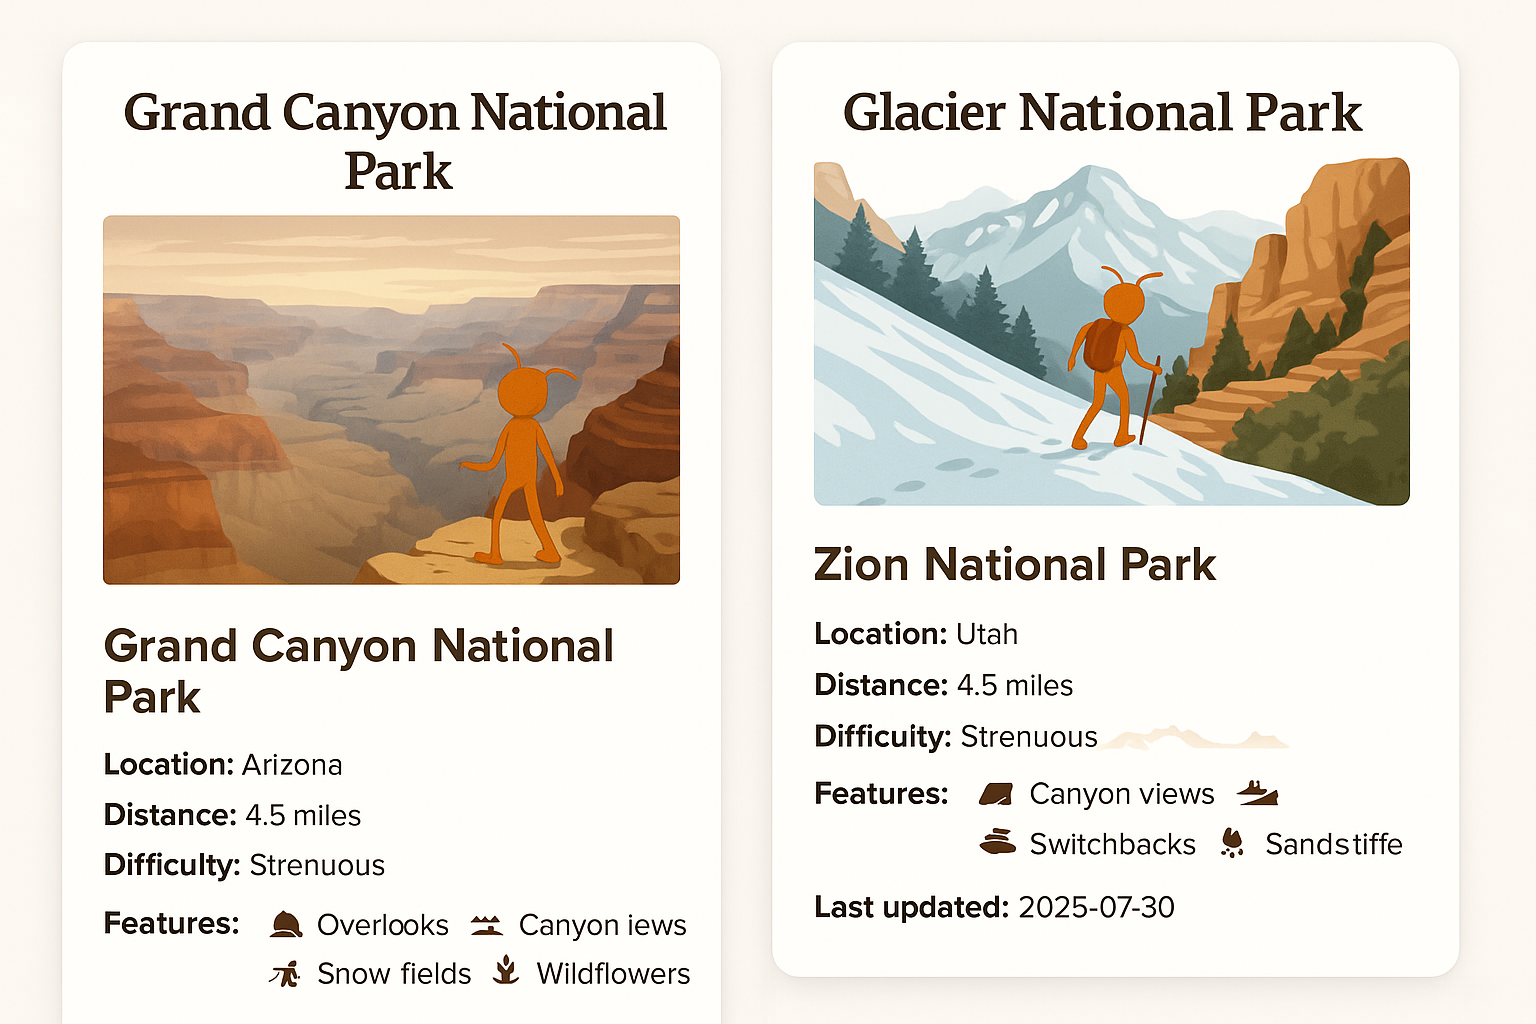 Grand Canyon National
Park
Grand Canyon National
Park
Location: Arizona
Distance: 4.5 miles
Difficulty: Strenuous
Features: Overlooks Canyon iews
Snow fields Wildflowers
Glacier National Park
Zion National Park
Location: Utah
Distance: 4.5 miles
Difficuity: Strenuous
Features: Canyon views
Switchbacks Sandstiffe
Last updated: 2025-07-30